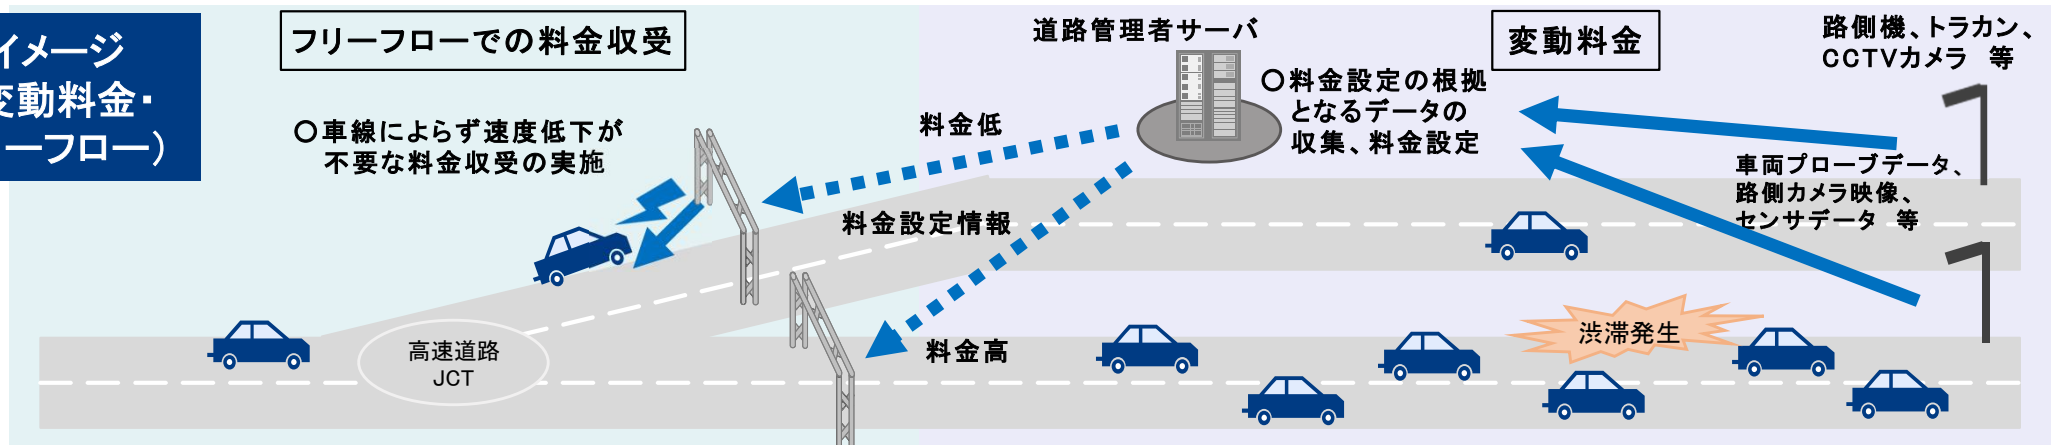 イメージ
変動料金・
ーフロー）
フリーフローでの料金収受
〇車線によらず速度低下が
不要な料金収受の実施
道路管理者サーバ
〇料金設定の根拠
となるデータの
収集、料金設定
変動料金
路側機、トラカン、
CCTVカメラ 等
車両プローブデータ、
路側カメラ映像、
センサデータ 等
料金低
料金設定情報
料金高
渋滞発生
高速道路
JCT